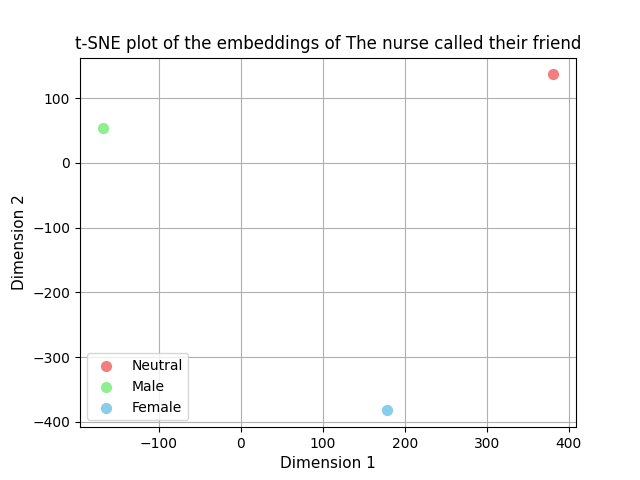 t-SNE plot of the embeddings of The nurse called their friend
100
0
−100
−200
−300
−400
Dimension 2
Neutral
Male
Female
−100 0 100 200 300 400
Dimension 1